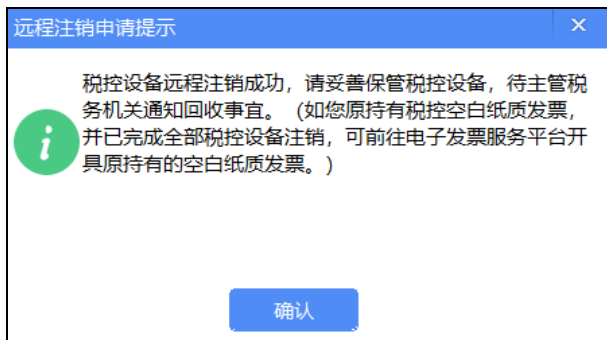 远程注销申请提示
税控设备远程注销成功，请妥善保管税控设备，待主管税
务机关通知回收事宜。（如您原持有税控空白纸质发票，
并已完成全部税控设备注销，可前往电子发票服务平台开
具原持有的空白纸质发票。）
确认